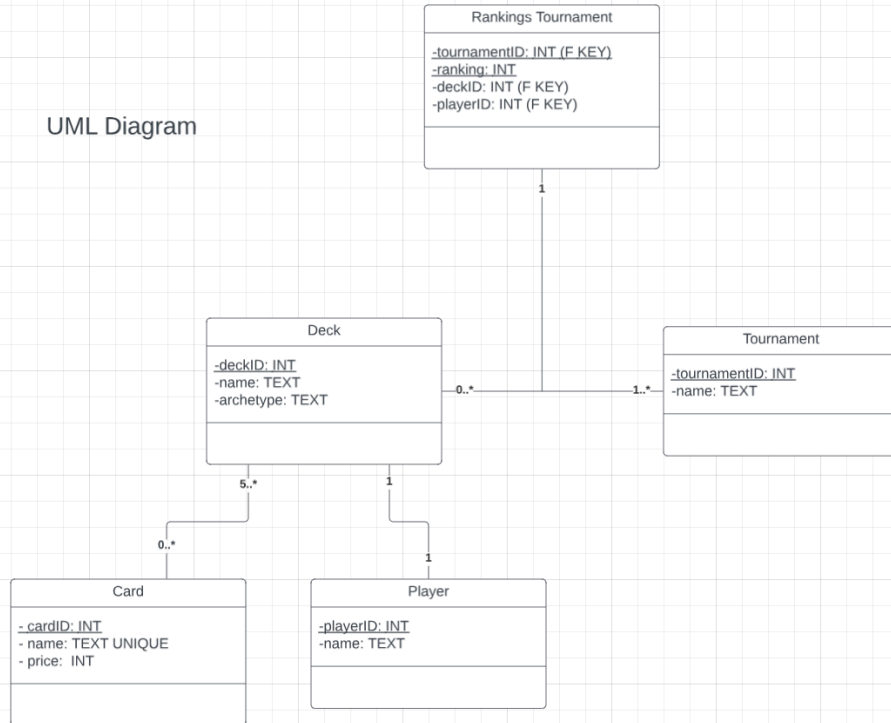 Rankings Tournament
-tournamentID: INT (F KEY)
-ranking: INT
-deckID: INT (F KEY)
-playerID: INT (F KEY)
UML Diagram
1
Deck
-deckID: INT
-name: TEXT
-archetype: TEXT
0..*
1..*
Tournament
-tournamentID: INT
-name: TEXT
5..*
1
0..*
1
Card
- cardID: INT
- name: TEXT UNIQUE
- price: INT
Player
-playerID: INT
-name: TEXT